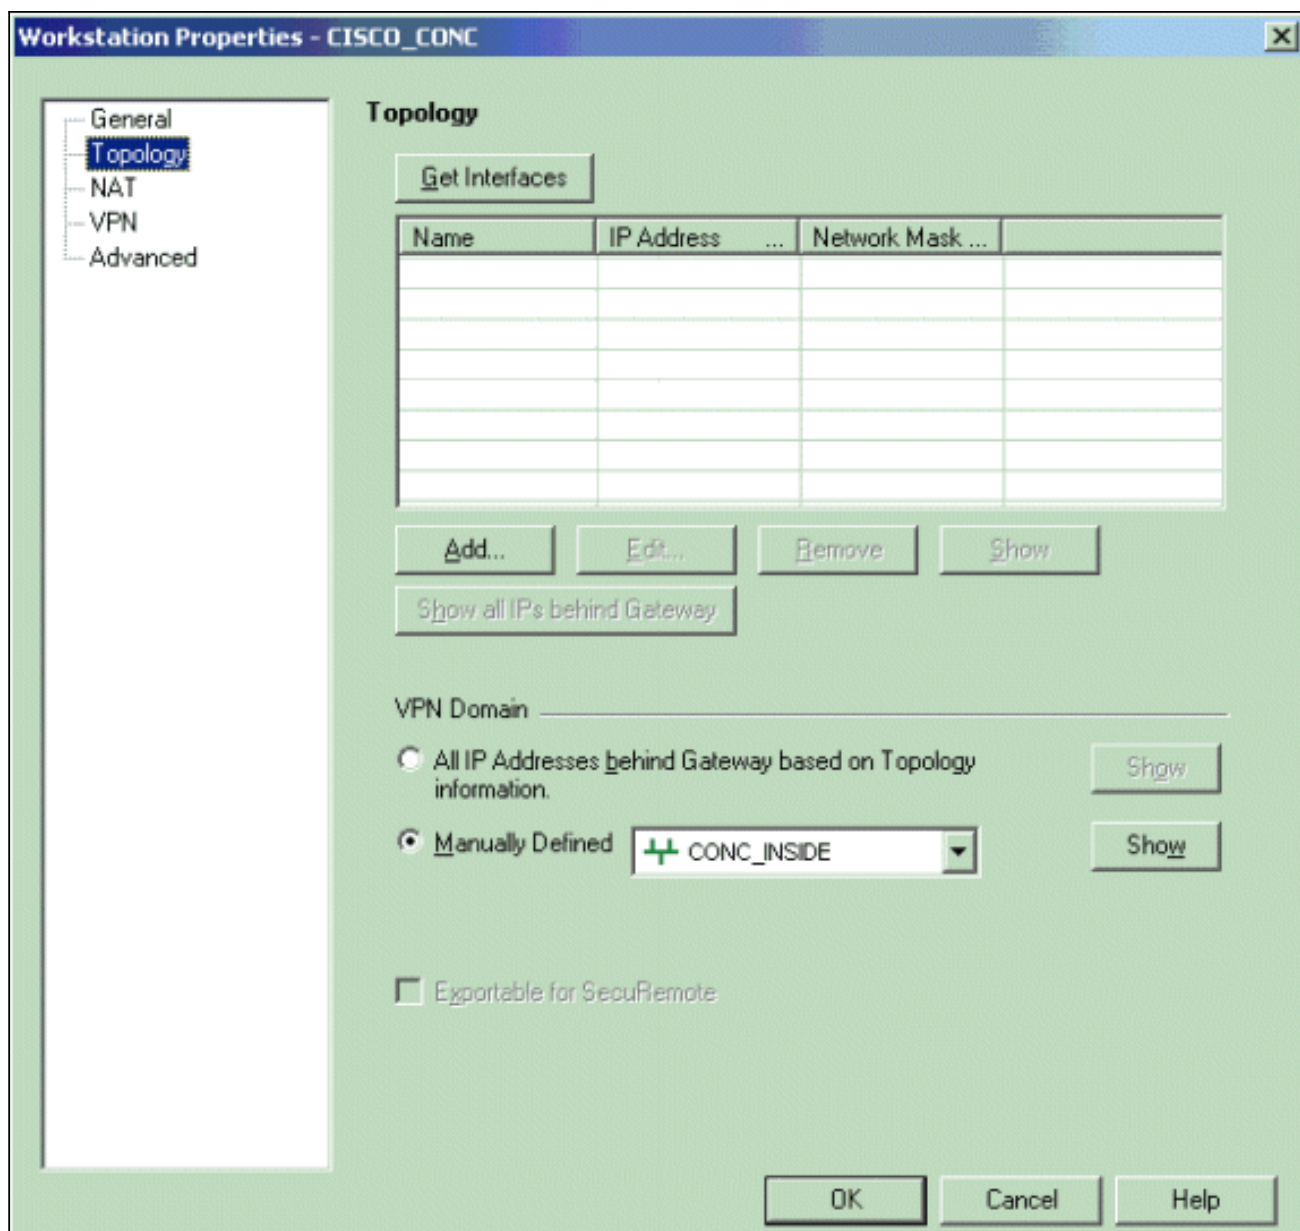 Workstation Properties - CISCO_CONC
General
Topology
NAT
VPN
Advanced
Topology
Get Interfaces
Name IP Address ... Network Mask ...
Add... Edit... Remove Show
Show all IPs behind Gateway
VPN Domain
All IP Addresses behind Gateway based on Topology
information.
Show
Manually Defined CONC_INSIDE Show
Exportable for SecuRemote
OK Cancel Help